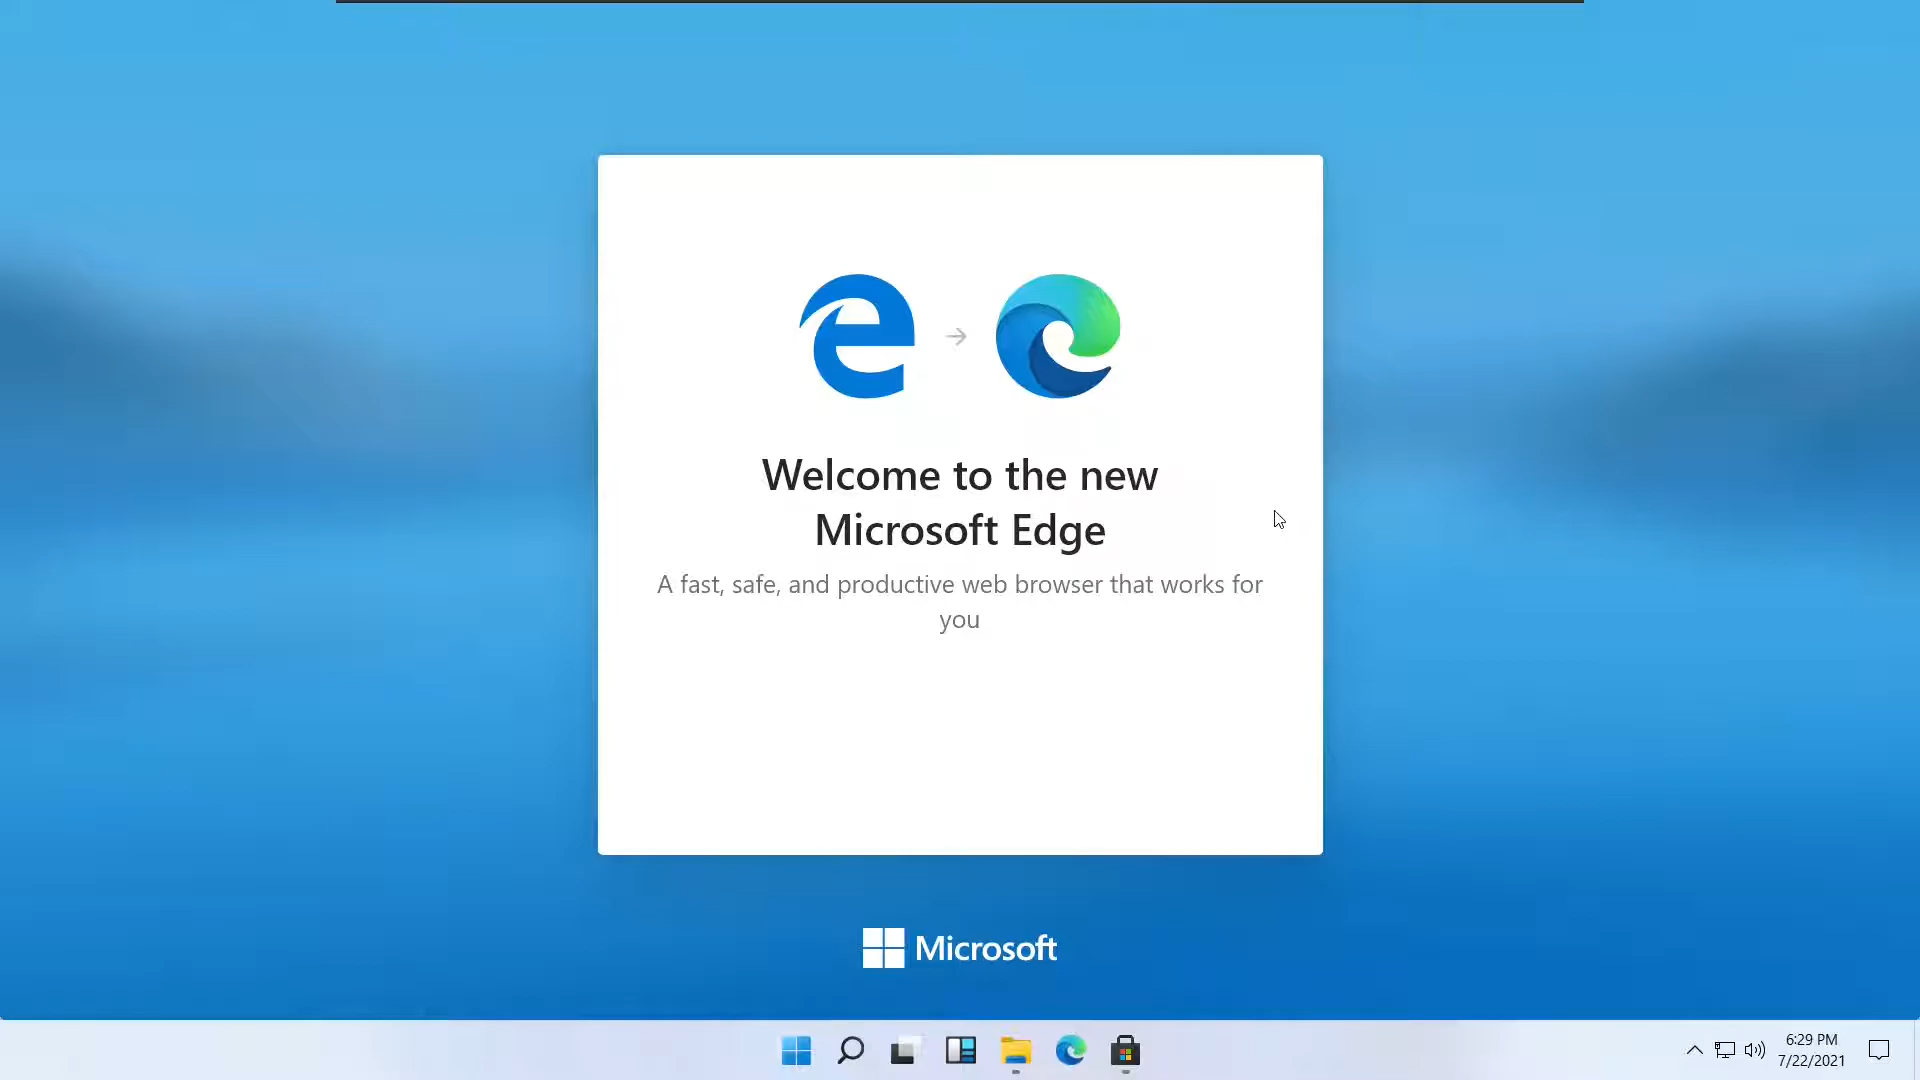 Welcome to the new
Microsoft Edge
A fast, safe, and productive web browser that works for
you
Microsoft
6:29 PM
7/22/2021